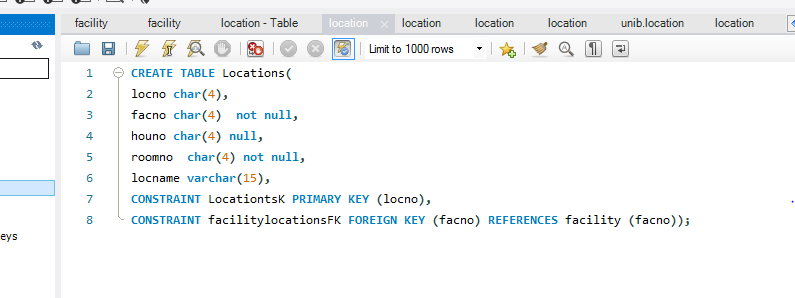 facility facility location - Table location location location location unib.location location
Limit to 1000 rows
1 CREATE TABLE Locations(
2 locno char(4),
3 facno char(4)  not null,
4 houno char(4) null,
5 roomno  char(4) not null,
6 locname varchar(15),
7 CONSTRAINT LocationtsK PRIMARY KEY (locno),
8 CONSTRAINT facilitylocationsFK FOREIGN KEY (facno) REFERENCES facility (facno));
eys